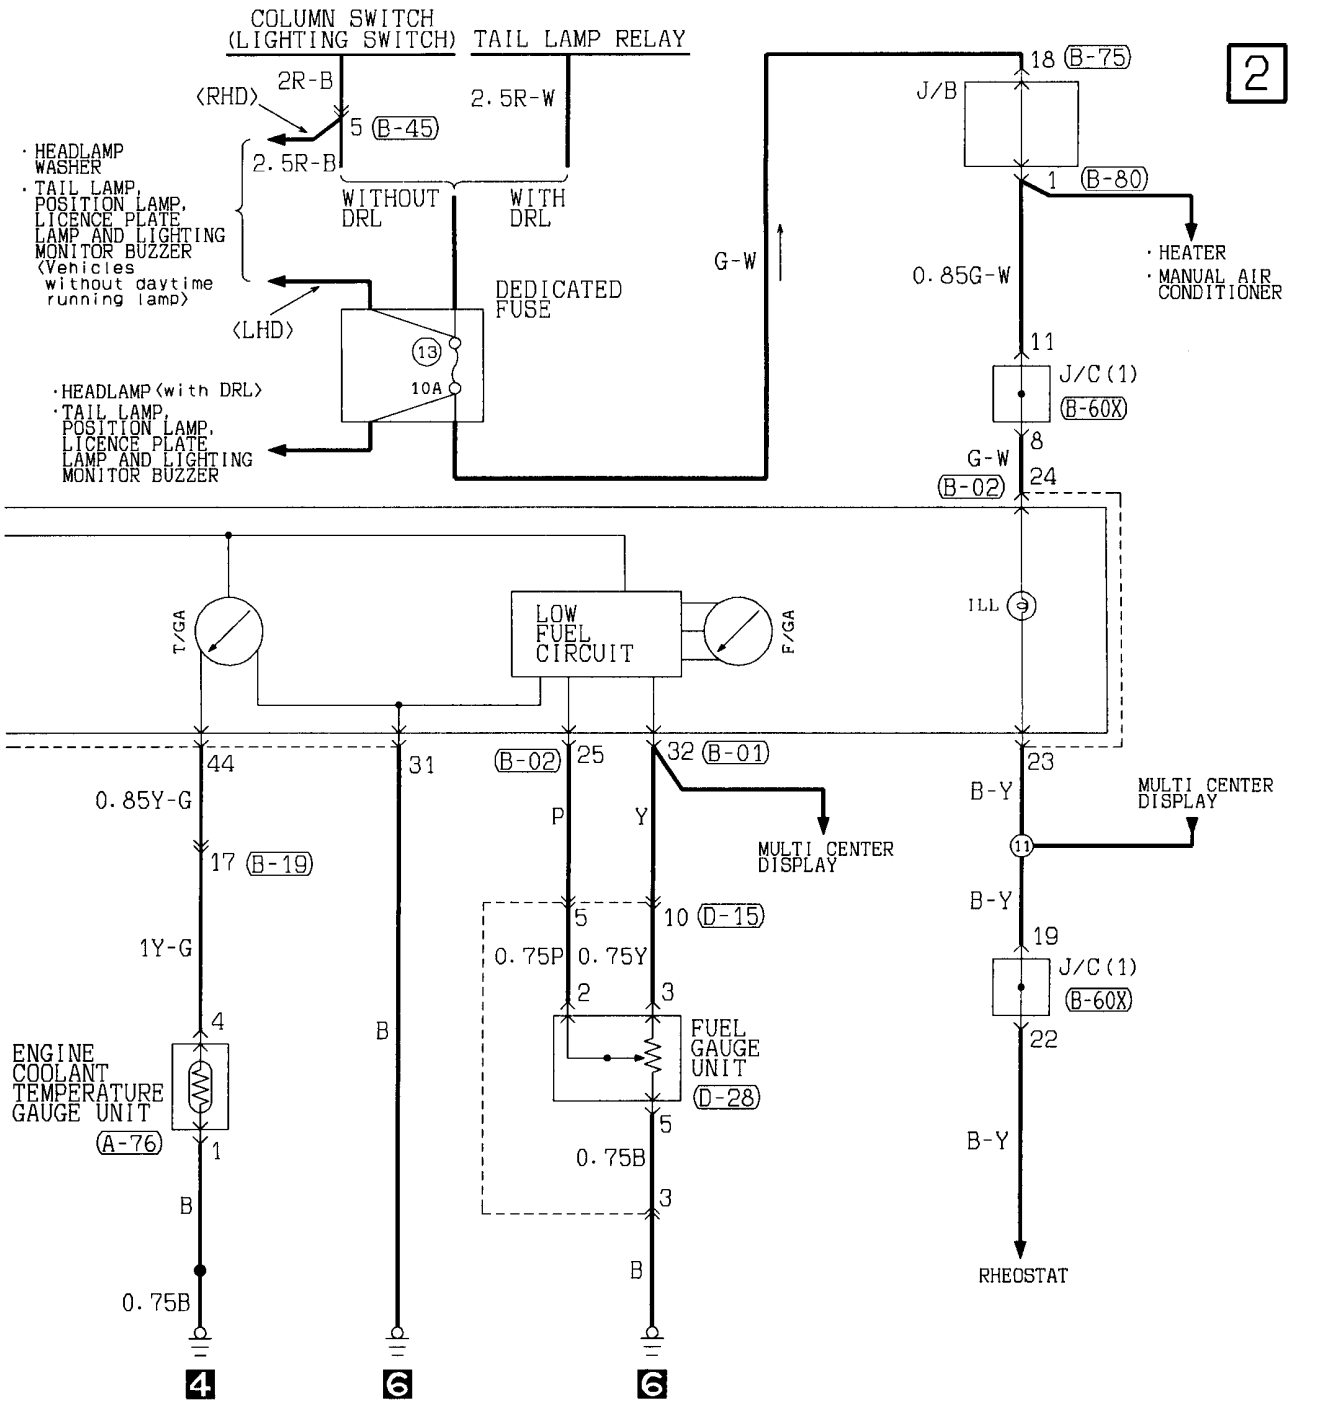 COLUMN SWITCH
(LIGHTING SWITCH)
TAIL LAMP RELAY
2
18 (B-75)
J/B
2R-B
<RHD>
2.5R-W
5 (B-45)
2.5R-B
· HEADLAMP
WASHER
· TAIL LAMP,
POSITION LAMP,
LICENCE PLATE
LAMP AND LIGHTING
MONITOR BUZZER
<Vehicles
without daytime
running lamp>
WITHOUT
DRL
WITH
DRL
1 (B-80)
G-W
0.85G-W
· HEATER
· MANUAL AIR
CONDITIONER
<LHD>
DEDICATED
FUSE
13
10A
11
J/C(1)
(B-60X)
8
· HEADLAMP<with DRL>
· TAIL LAMP,
POSITION LAMP,
LICENCE PLATE
LAMP AND LIGHTING
MONITOR BUZZER
G-W
(B-02)
24
T/GA
LOW
FUEL
CIRCUIT
F/GA
ILL
44
31
(B-02)
25
32 (B-01)
23
0.85Y-G
P
Y
B-Y
MULTI CENTER
DISPLAY
MULTI CENTER
DISPLAY
11
17 (B-19)
B-Y
5
10 (D-15)
19
1Y-G
0.75P
0.75Y
J/C(1)
(B-60X)
2
3
4
B
22
ENGINE
COOLANT
TEMPERATURE
GAUGE UNIT
(A-76)
FUEL
GAUGE
UNIT
(D-28)
1
5
0.75B
B-Y
B
3
B
RHEOSTAT
0.75B
4
6
6